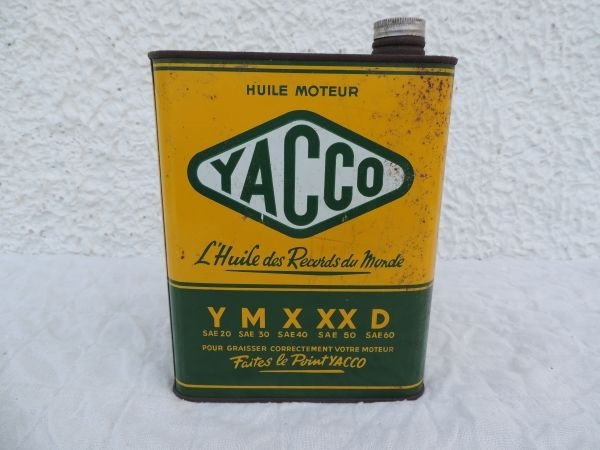 HUILE MOTEUR
YACCO
L'Huile des Records du Monde
Y M X XX D
SAE 20 SAE 30 SAE 40 SAE 50 SAE 60
POUR GRAISSER CORRECTEMENT VOTRE MOTEUR
Faites le Point YACCO